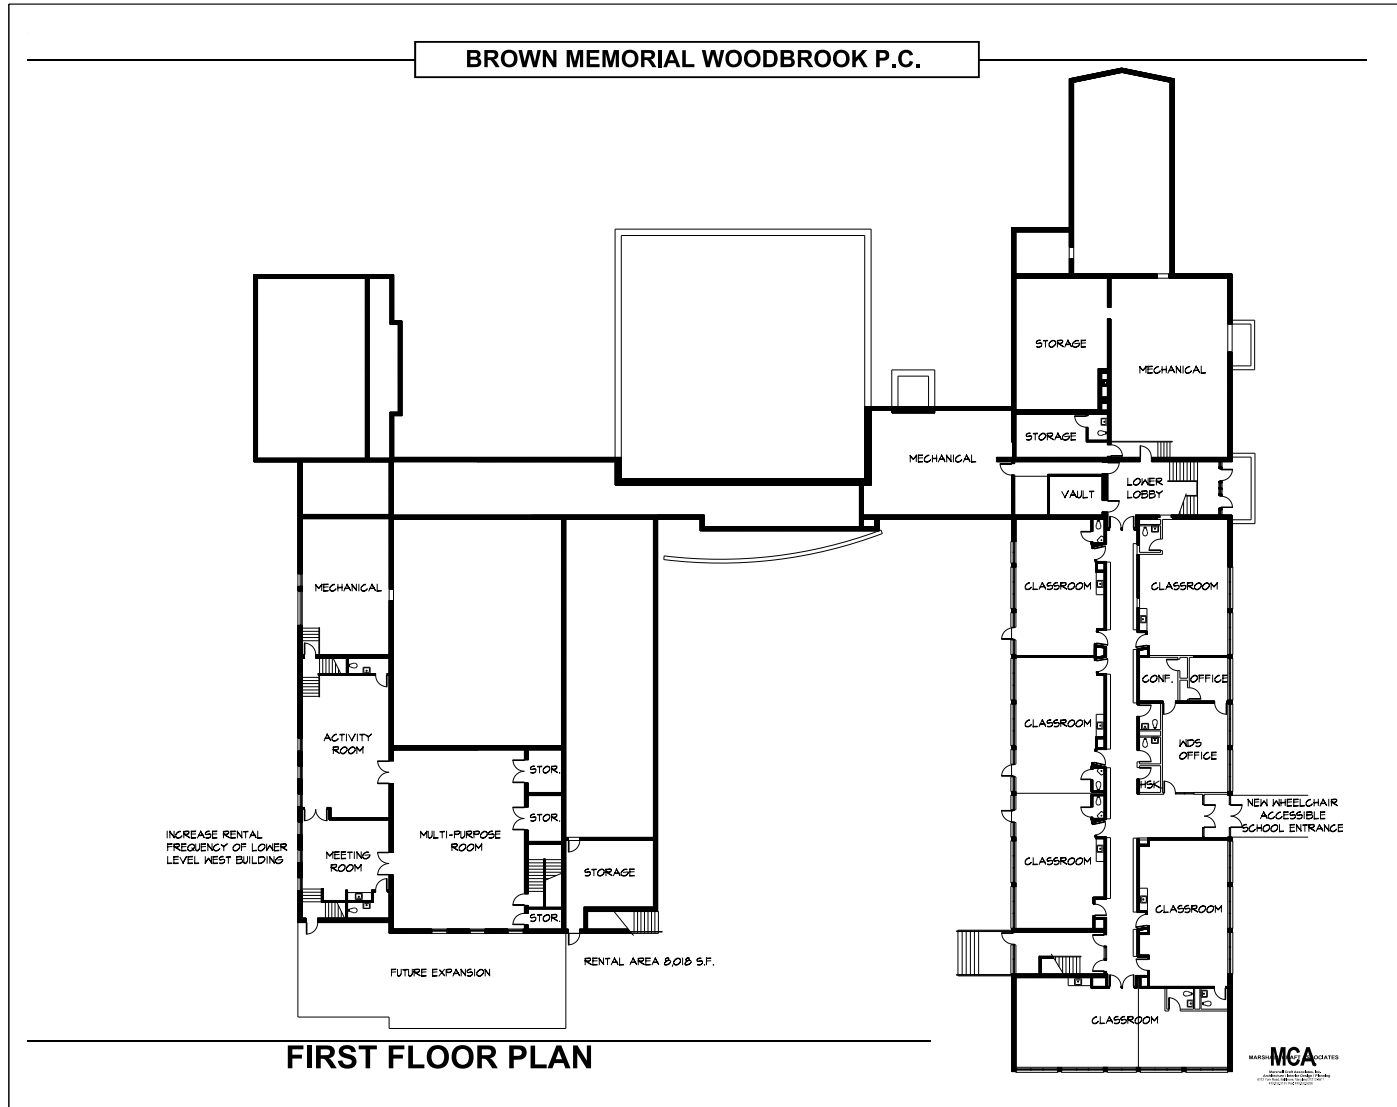 BROWN MEMORIAL WOODBROOK P.C.
STORAGE
MECHANICAL
STORAGE
MECHANICAL
VAULT
LOWER
LOBBY
MECHANICAL
CLASSROOM
CLASSROOM
CONF.
OFFICE
ACTIVITY
ROOM
CLASSROOM
WDS
OFFICE
STOR.
HSK
NEW WHEELCHAIR
ACCESSIBLE
SCHOOL ENTRANCE
INCREASE RENTAL
FREQUENCY OF LOWER
LEVEL WEST BUILDING
MULTI-PURPOSE
ROOM
STOR.
MEETING
ROOM
STORAGE
CLASSROOM
CLASSROOM
STOR.
RENTAL AREA 8,018 S.F.
FUTURE EXPANSION
CLASSROOM
FIRST FLOOR PLAN
MCA